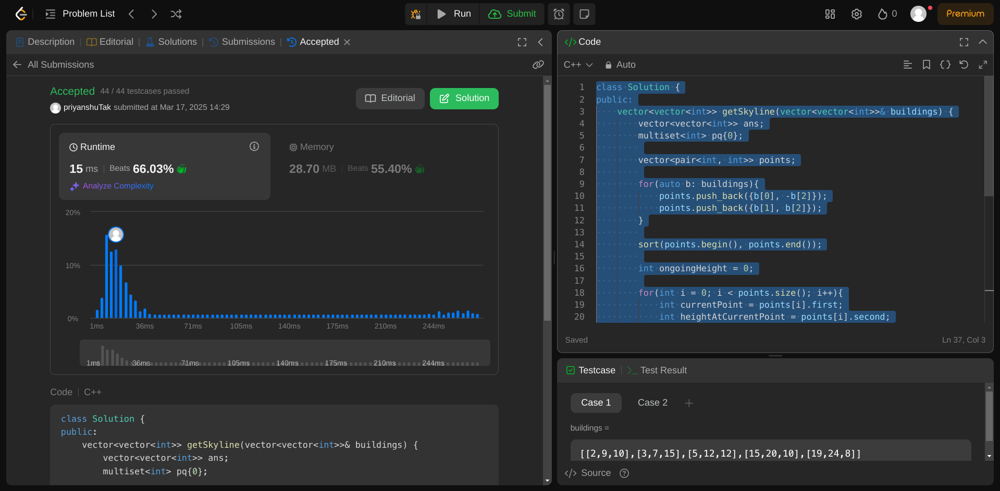 Problem List
Run
Submit
0
Premium
Description | Editorial | Solutions | Submissions | Accepted
All Submissions
Accepted 44 / 44 testcases passed
priyanshuTak submitted at Mar 17, 2025 14:29
Editorial
Solution
Runtime
15 ms | Beats 66.03%
Analyze Complexity
Memory
28.70 MB | Beats 55.40%
20%
10%
0%
1ms 36ms 71ms 105ms 140ms 175ms 210ms 244ms
1ms 36ms 71ms 105ms 140ms 175ms 210ms 244ms
Code | C++
class Solution {
public:
    vector<vector<int>> getSkyline(vector<vector<int>>& buildings) {
        vector<vector<int>> ans;
        multiset<int> pq{0};
</> Code
C++ Auto
1 class Solution {
2 public:
3     vector<vector<int>> getSkyline(vector<vector<int>>& buildings) {
4         vector<vector<int>> ans;
5         multiset<int> pq{0};
6
7         vector<pair<int, int>> points;
8
9         for(auto b: buildings){
10             points.push_back({b[0], -b[2]});
11             points.push_back({b[1], b[2]});
12         }
13
14         sort(points.begin(), points.end());
15
16         int ongoingHeight = 0;
17
18         for(int i = 0; i < points.size(); i++){
19             int currentPoint = points[i].first;
20             int heightAtCurrentPoint = points[i].second;
Saved
Ln 37, Col 3
Testcase | >_ Test Result
Case 1 Case 2 +
buildings =
[[2,9,10],[3,7,15],[5,12,12],[15,20,10],[19,24,8]]
</> Source